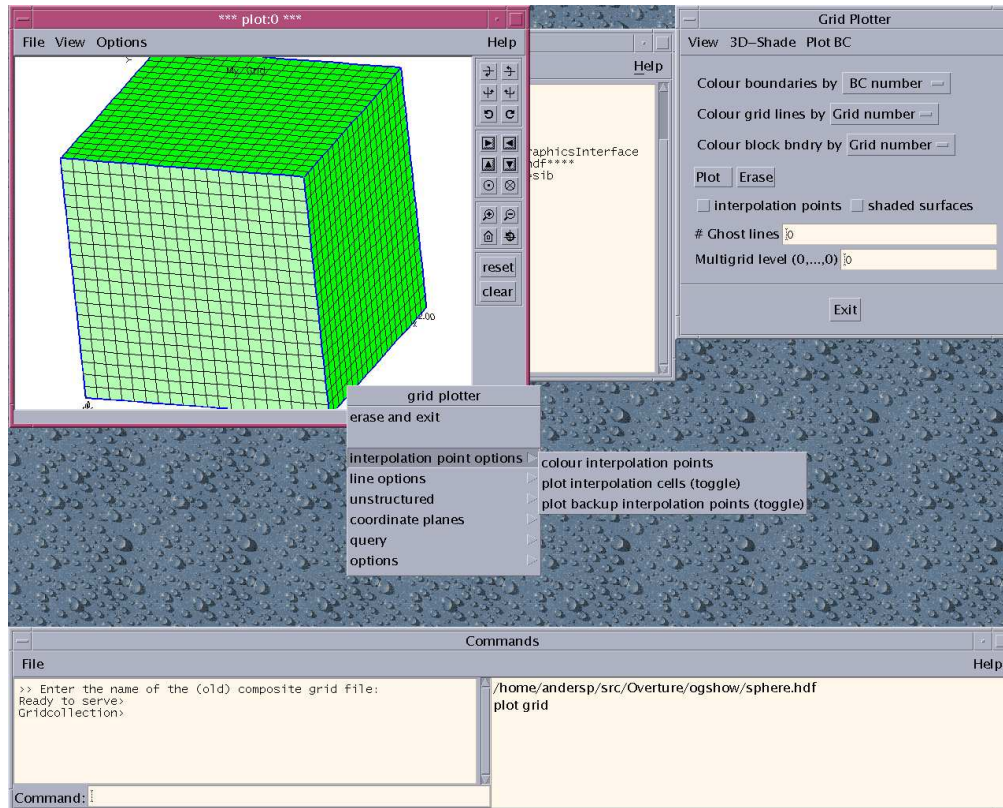 *** plot:0 ***
File View Options Help
My Grid
reset
clear
Help
raphicsInterface
hdf****
sib
Grid Plotter
View 3D-Shade Plot BC
Colour boundaries by BC number
Colour grid lines by Grid number
Colour block bndry by Grid number
Plot Erase
interpolation points shaded surfaces
# Ghost lines 0
Multigrid level (0,...,0) 0
Exit
grid plotter
erase and exit
interpolation point options
line options
unstructured
coordinate planes
query
options
colour interpolation points
plot interpolation cells (toggle)
plot backup interpolation points (toggle)
Commands
File Help
>> Enter the name of the (old) composite grid file:
Ready to serve>
Gridcollection>
/home/andersp/src/Overture/ogshow/sphere.hdf
plot grid
Command: